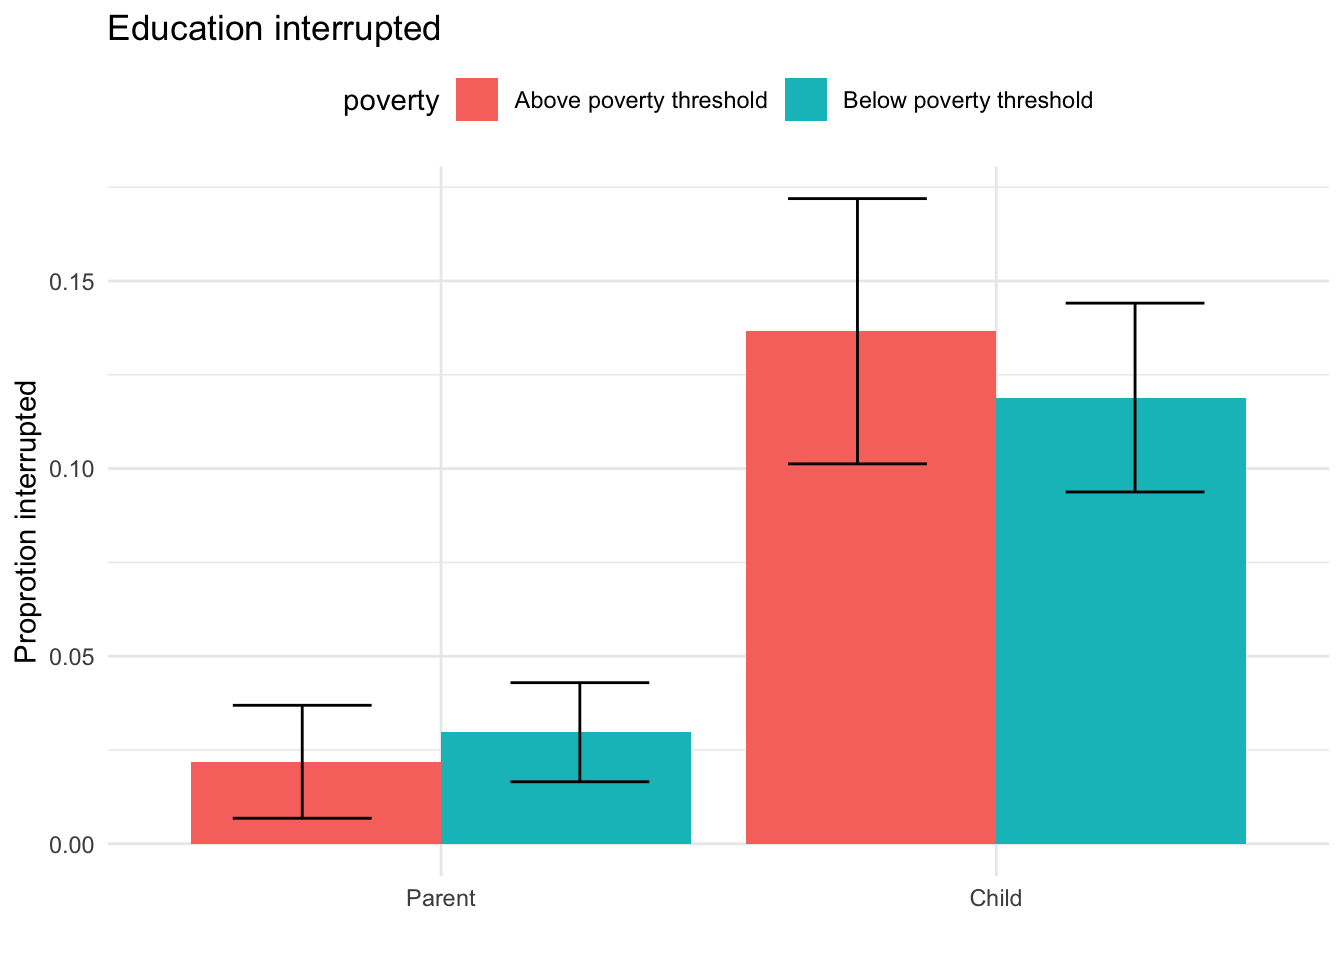 Education interrupted
poverty Above poverty threshold Below poverty threshold
Proprotion interrupted
0.15
0.10
0.05
0.00
Parent Child